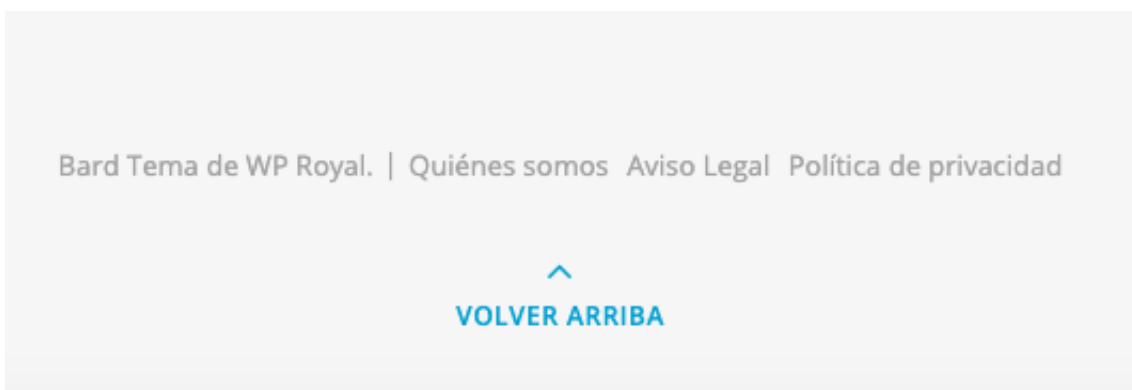 Bard Tema de WP Royal. | Quiénes somos Aviso Legal Política de privacidad
VOLVER ARRIBA